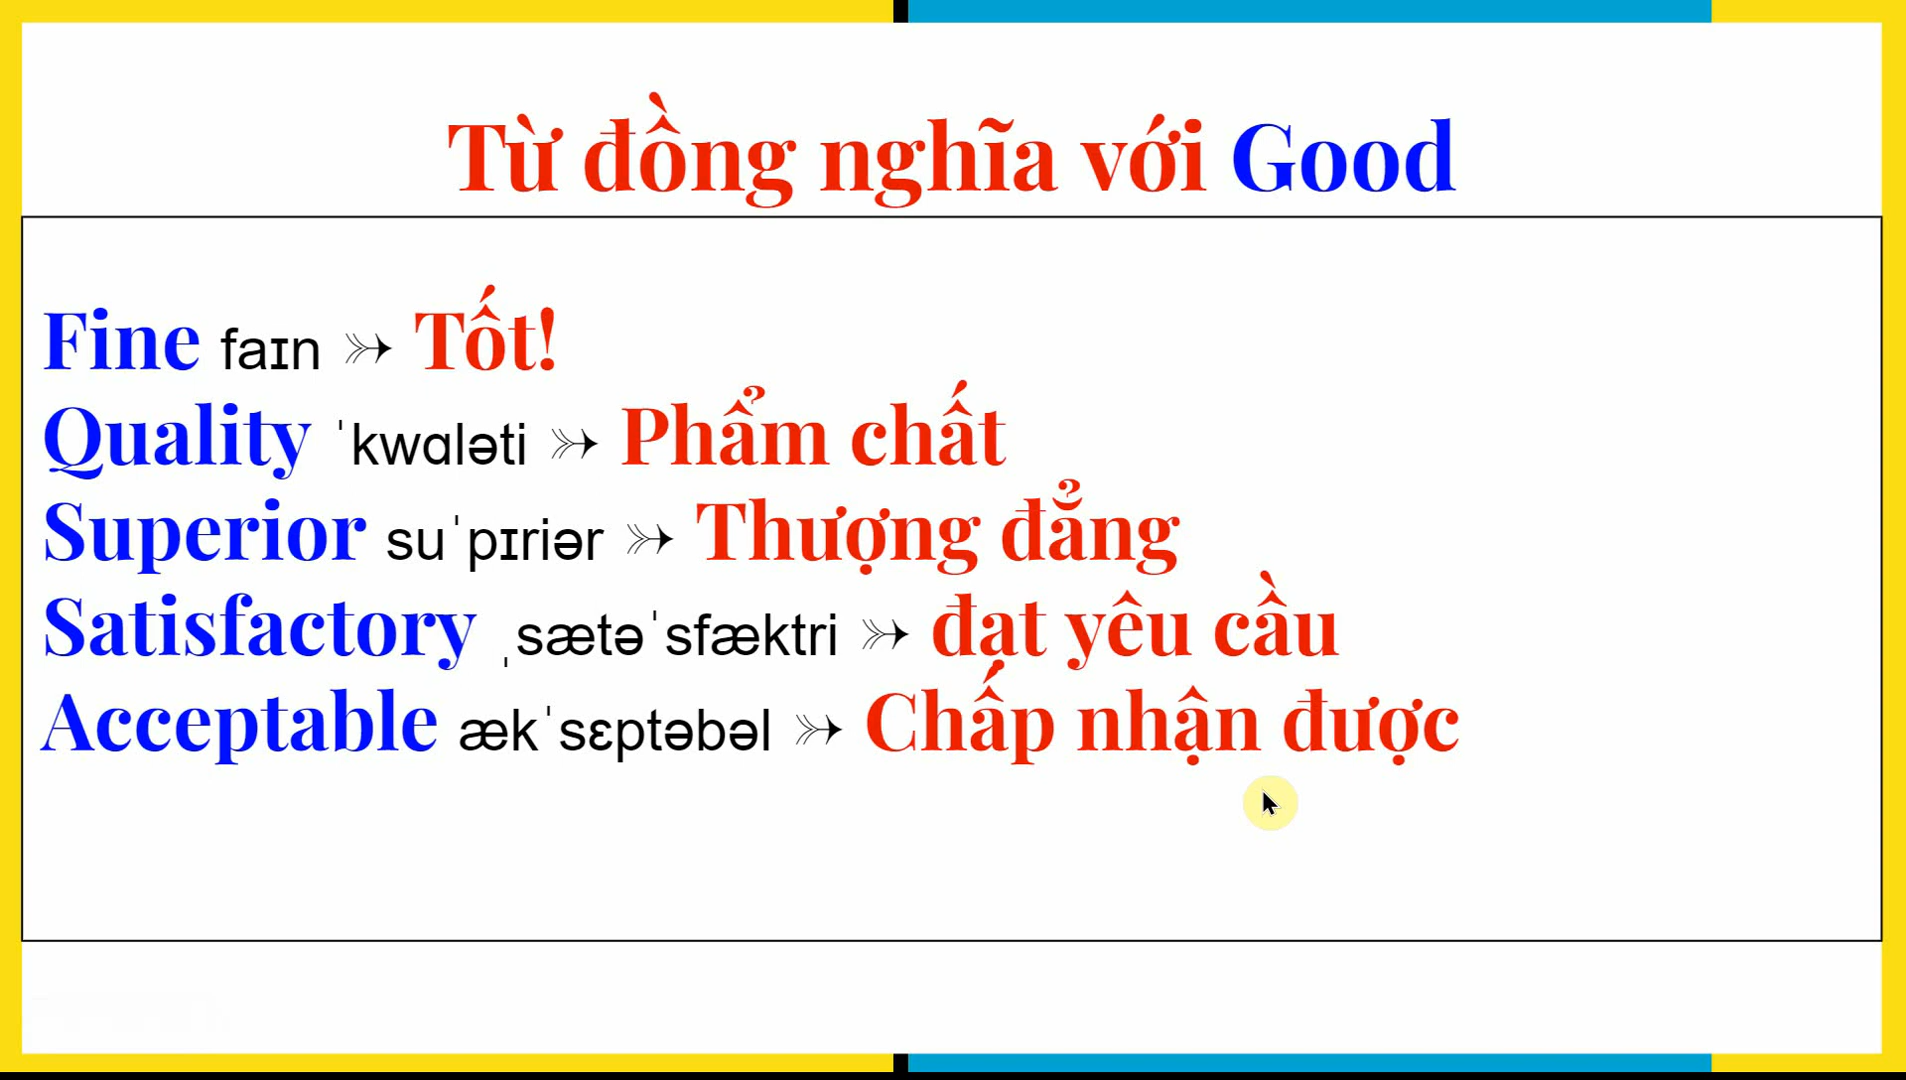 Từ đồng nghĩa với Good
Fine faɪn ➳ Tốt!
Quality ˈkwɑləti ➳ Phẩm chất
Superior suˈpɪriər ➳ Thượng đẳng
Satisfactory ˌsætəˈsfæktri ➳ đạt yêu cầu
Acceptable ækˈsɛptəbəl ➳ Chấp nhận được